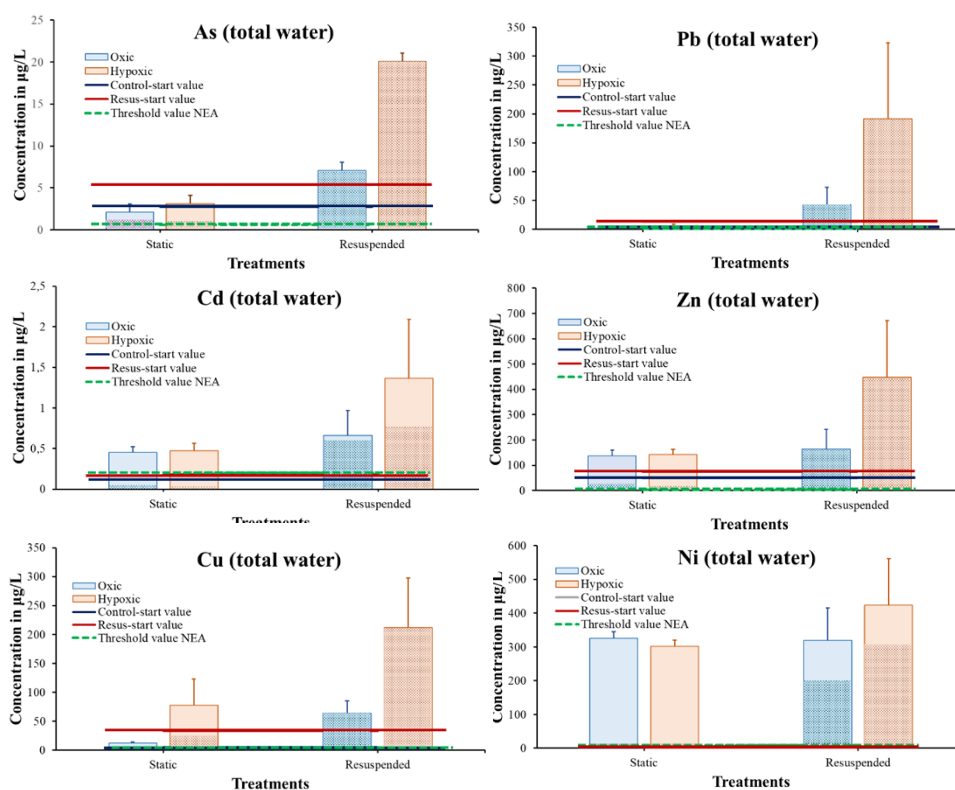 As (total water)
Concentration in µg/L
25
20
15
10
5
0
Oxic
Hypoxic
Control-start value
Resus-start value
Threshold value NEA
Static
Resuspended
Treatments
Pb (total water)
Concentration in µg/L
350
300
250
200
150
100
50
0
Oxic
Hypoxic
Control-start value
Resus-start value
Threshold value NEA
Static
Resuspended
Treatments
Cd (total water)
Concentration in µg/L
2,5
2
1,5
1
0,5
0
Oxic
Hypoxic
Control-start value
Resus-start value
Threshold value NEA
Static
Resuspended
Treatments
Zn (total water)
Concentration in µg/L
800
700
600
500
400
300
200
100
0
Oxic
Hypoxic
Control-start value
Resus-start value
Threshold value NEA
Static
Resuspended
Treatments
Cu (total water)
Concentration in µg/L
350
300
250
200
150
100
50
0
Oxic
Hypoxic
Control-start value
Resus-start value
Threshold value NEA
Static
Resuspended
Treatments
Ni (total water)
Concentration in µg/L
600
500
400
300
200
100
0
Oxic
Hypoxic
Control-start value
Resus-start value
Threshold value NEA
Static
Resuspended
Treatments